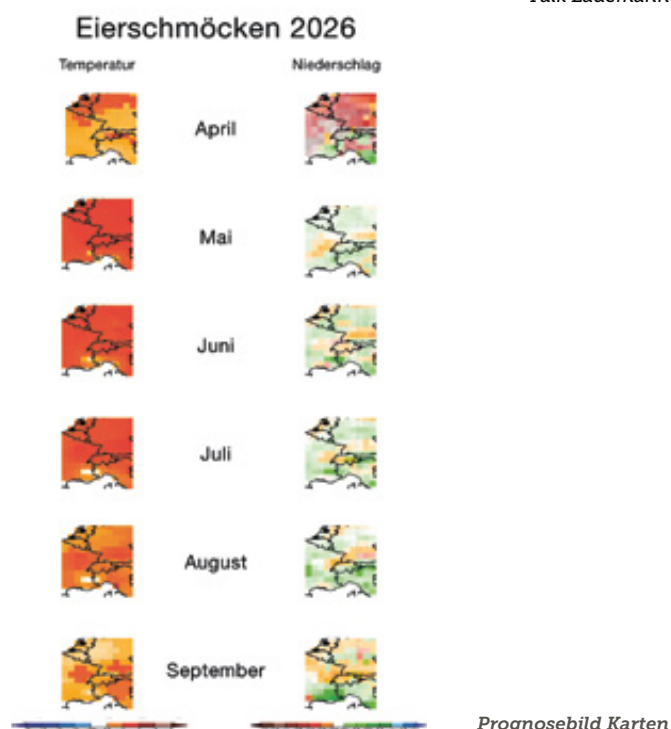 Eierschmöcken 2026
Temperatur
Niederschlag
April
Mai
Juni
Juli
August
September
Prognosebild Karten